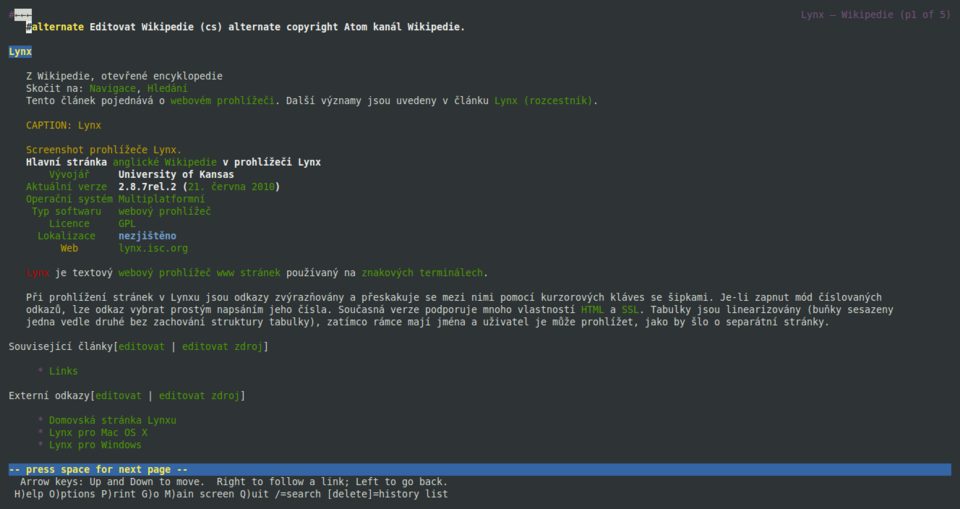 #←←← Lynx – Wikipedie (p1 of 5)
#alternate Editovat Wikipedie (cs) alternate copyright Atom kanál Wikipedie.
Lynx
Z Wikipedie, otevřené encyklopedie
Skočit na: Navigace, Hledání
Tento článek pojednává o webovém prohlížeči. Další významy jsou uvedeny v článku Lynx (rozcestník).
CAPTION: Lynx
Screenshot prohlížeče Lynx.
Hlavní stránka anglické Wikipedie v prohlížeči Lynx
Vývojář University of Kansas
Aktuální verze 2.8.7rel.2 (21. června 2010)
Operační systém Multiplatformní
Typ softwaru webový prohlížeč
Licence GPL
Lokalizace nezjištěno
Web lynx.isc.org
Lynx je textový webový prohlížeč www stránek používaný na znakových terminálech.
Při prohlížení stránek v Lynxu jsou odkazy zvýrazňovány a přeskakuje se mezi nimi pomocí kurzorových kláves se šipkami. Je-li zapnut mód číslovaných
odkazů, lze odkaz vybrat prostým napsáním jeho čísla. Současná verze podporuje mnoho vlastností HTML a SSL. Tabulky jsou linearizovány (buňky sesazeny
jedna vedle druhé bez zachování struktury tabulky), zatímco rámce mají jména a uživatel je může prohlížet, jako by šlo o separátní stránky.
Související články[editovat | editovat zdroj]
* Links
Externí odkazy[editovat | editovat zdroj]
* Domovská stránka Lynxu
* Lynx pro Mac OS X
* Lynx pro Windows
-- press space for next page --
Arrow keys: Up and Down to move.  Right to follow a link; Left to go back.
H)elp O)ptions P)rint G)o M)ain screen Q)uit /=search [delete]=history list